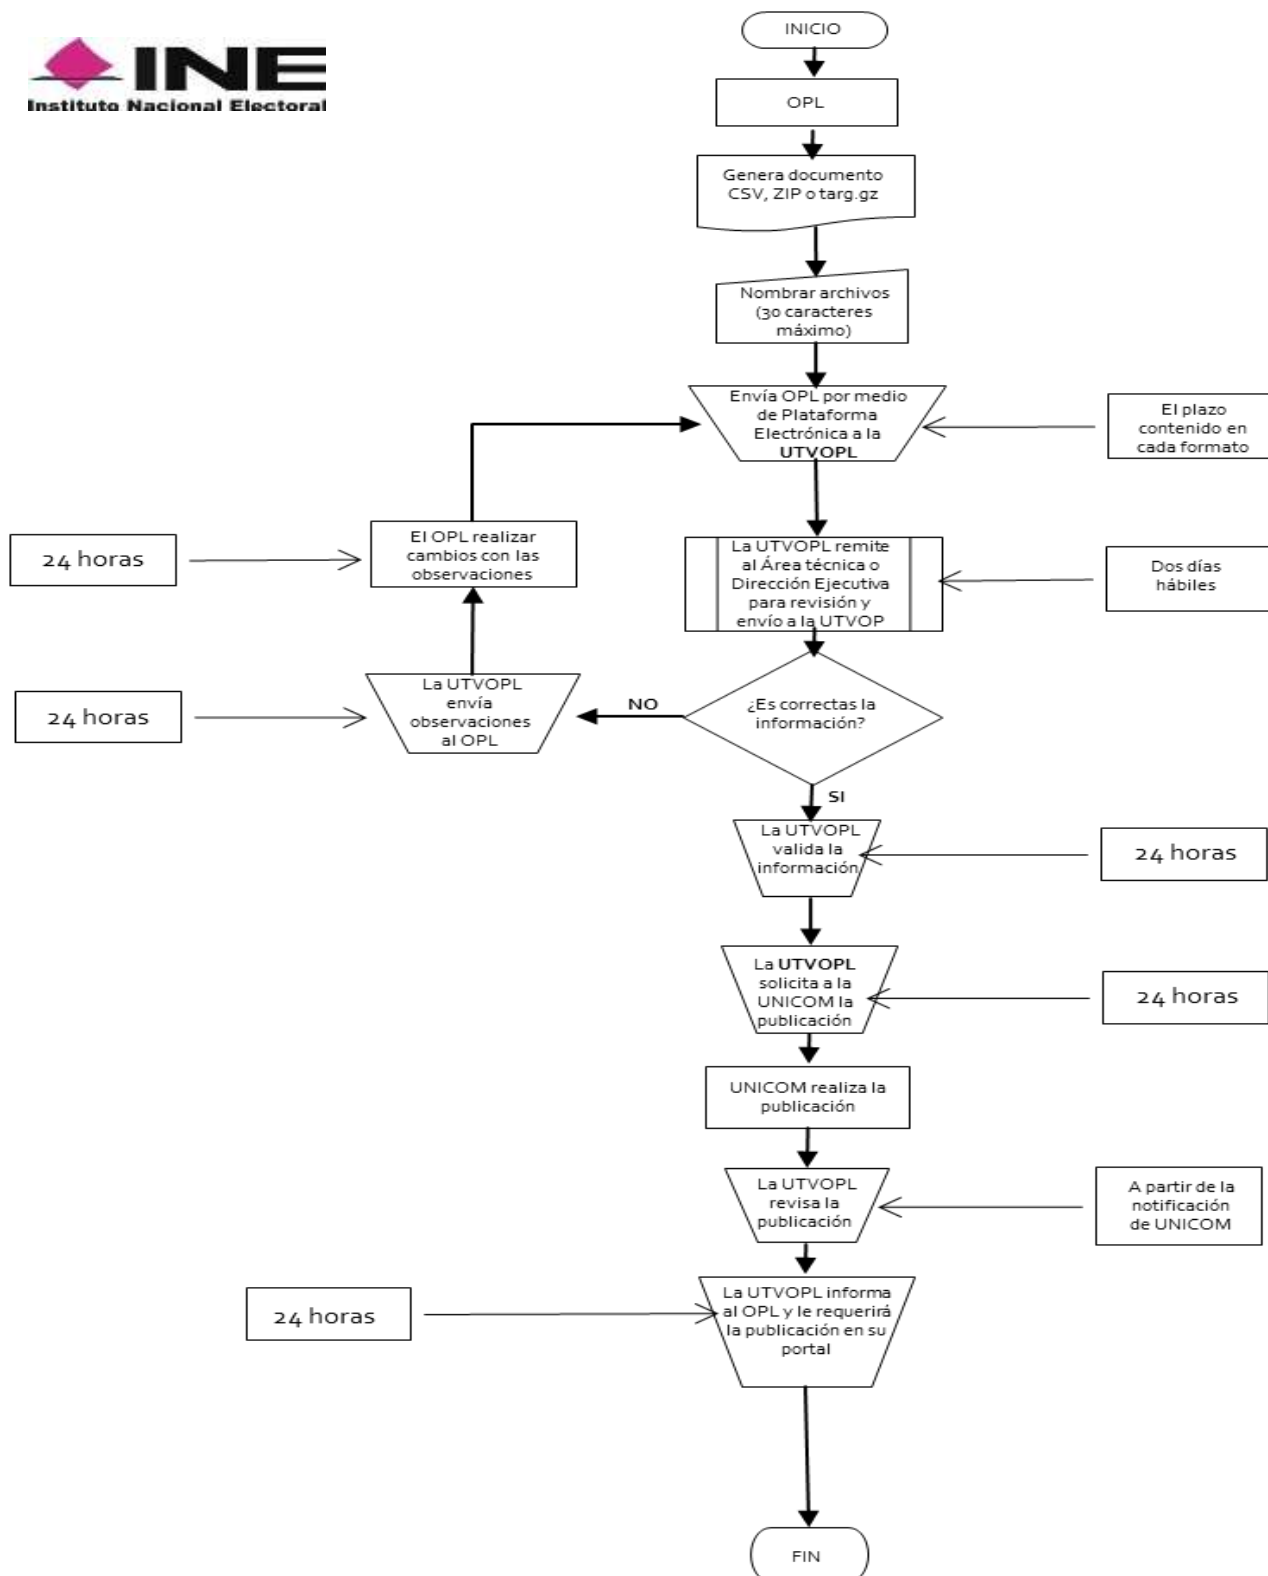 INE
Instituto Nacional Electoral
INICIO
OPL
Genera documento
CSV, ZIP o targ.gz
Nombrar archivos
(30 caracteres
máximo)
Envía OPL por medio
de Plataforma
Electrónica a la
UTVOPL
El plazo
contenido en
cada formato
24 horas
El OPL realizar
cambios con las
observaciones
La UTVOPL remite
al Área técnica o
Dirección Ejecutiva
para revisión y
envío a la UTVOP
Dos días
hábiles
24 horas
La UTVOPL
envía
observaciones
al OPL
NO
¿Es correctas la
información?
SI
La UTVOPL
valida la
información
24 horas
La UTVOPL
solicita a la
UNICOM la
publicación
24 horas
UNICOM realiza la
publicación
La UTVOPL
revisa la
publicación
A partir de la
notificación
de UNICOM
24 horas
La UTVOPL informa
al OPL y le requerirá
la publicación en su
portal
FIN